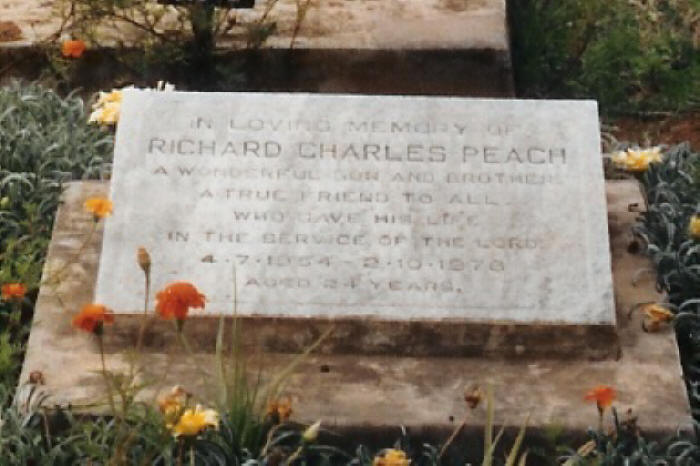 IN LOVING MEMORY OF
RICHARD CHARLES PEACH
A WONDERFUL SON AND BROTHER.
A TRUE FRIEND TO ALL.
WHO GAVE HIS LIFE
IN THE SERVICE OF THE LORD.
4·7·1954 - 2·10·1978
AGED 24 YEARS.